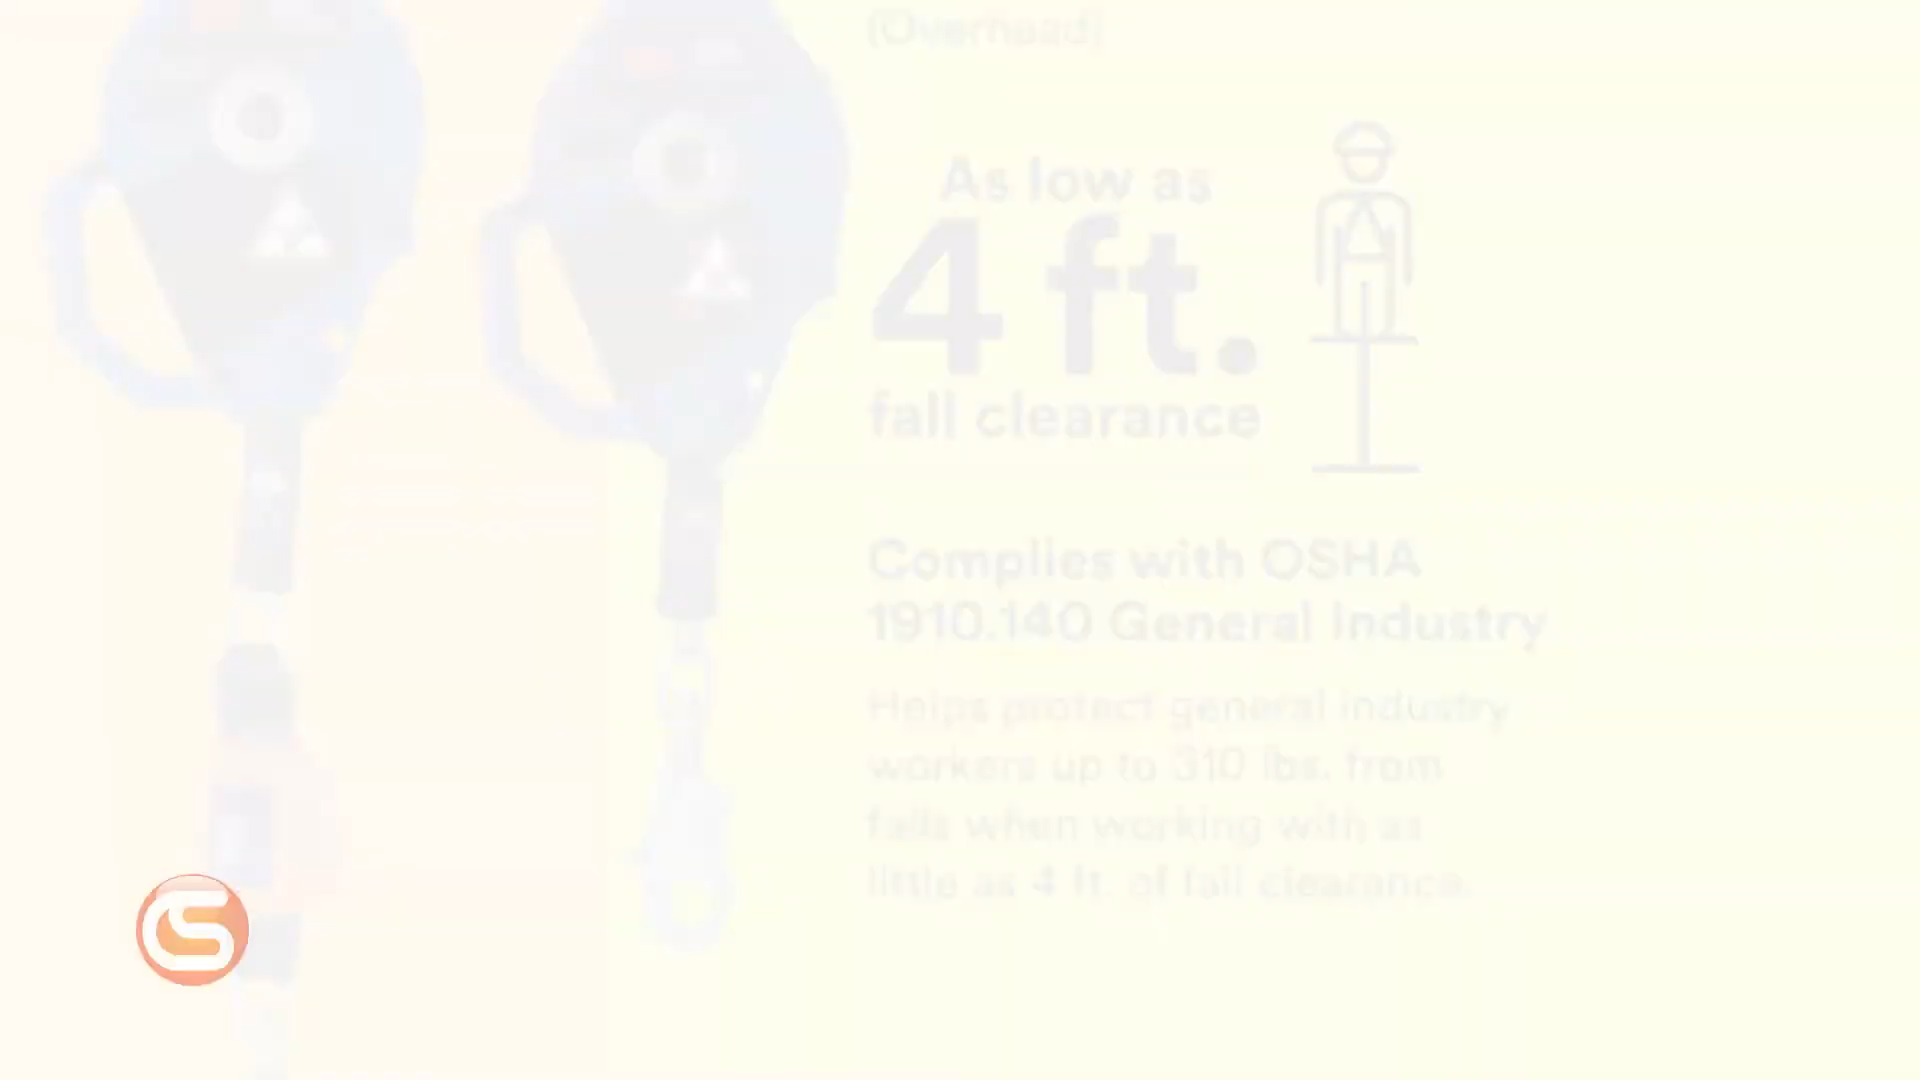 (Overhead)
As low as
4 ft.
fall clearance
Complies with OSHA
1910.140 General Industry
Helps protect general industry
workers up to 310 lbs. from
falls when working with as
little as 4 ft. of fall clearance.